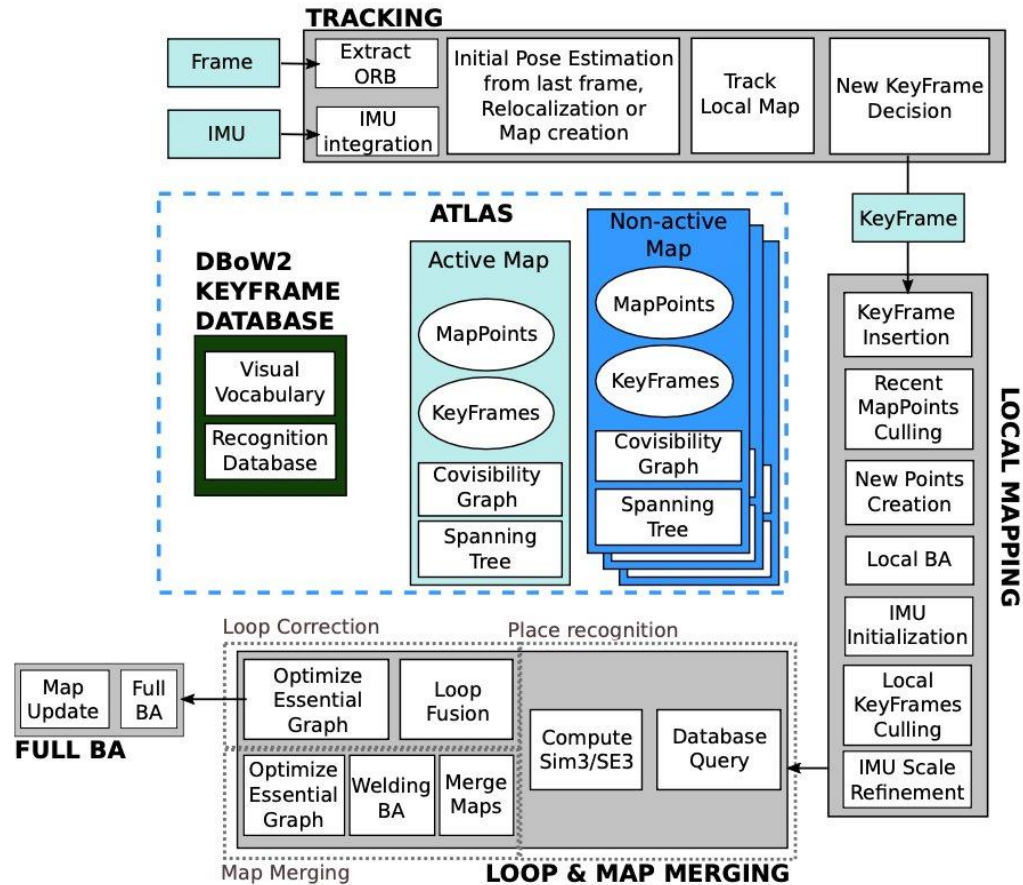 TRACKING
Frame
IMU
Extract
ORB
IMU
integration
Initial Pose Estimation
from last frame,
Relocalization or
Map creation
Track
Local Map
New KeyFrame
Decision
KeyFrame
ATLAS
DBoW2
KEYFRAME
DATABASE
Visual
Vocabulary
Recognition
Database
Active Map
MapPoints
KeyFrames
Covisibility
Graph
Spanning
Tree
Non-active
Map
MapPoints
KeyFrames
Covisibility
Graph
Spanning
Tree
LOCAL MAPPING
KeyFrame
Insertion
Recent
MapPoints
Culling
New Points
Creation
Local BA
IMU
Initialization
Local
KeyFrames
Culling
IMU Scale
Refinement
Place recognition
Database
Query
Compute
Sim3/SE3
Loop Correction
Loop
Fusion
Optimize
Essential
Graph
Merge
Maps
Welding
BA
Optimize
Essential
Graph
Map Merging
LOOP & MAP MERGING
Full
BA
Map
Update
FULL BA